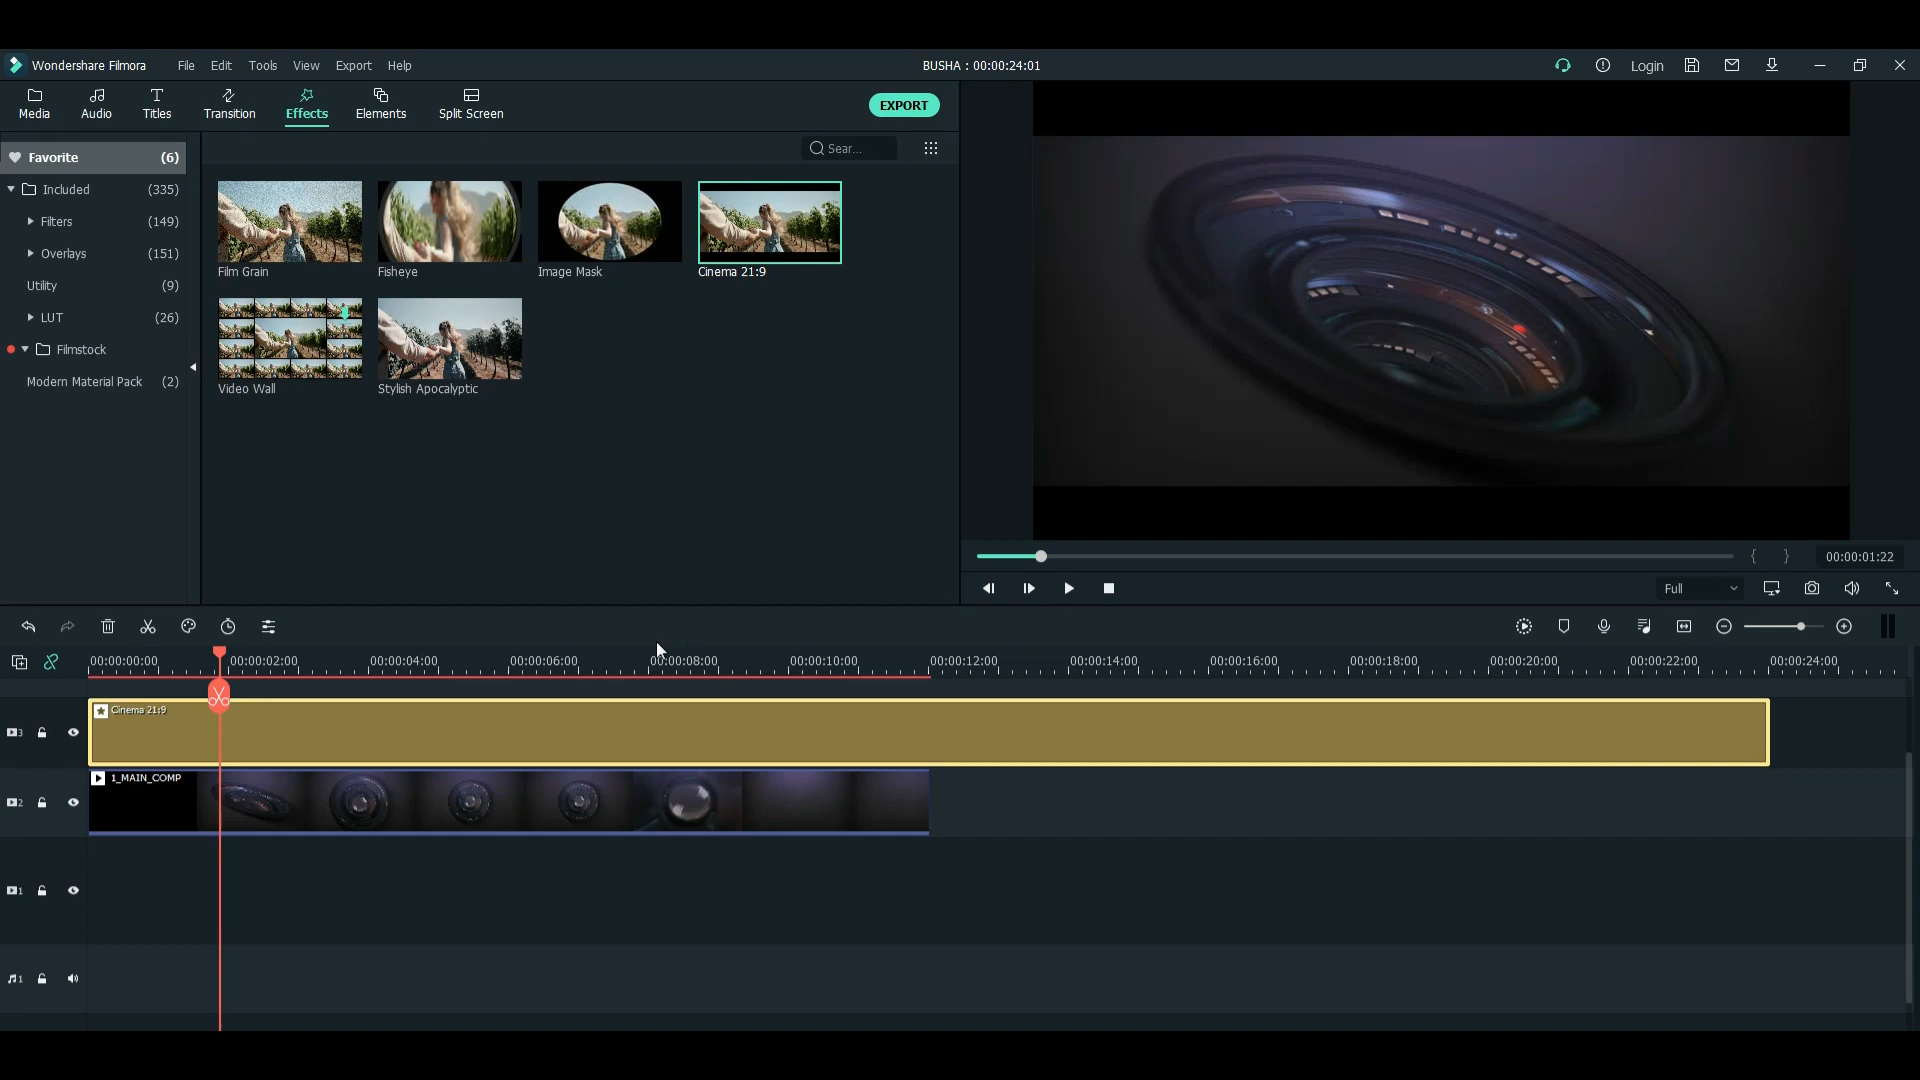 Wondershare Filmora
File Edit Tools View Export Help
BUSHA : 00:00:24:01
Login
Media Audio Titles Transition Effects Elements Split Screen
EXPORT
Favorite (6)
Sear...
Included (335)
Filters (149)
Overlays (151)
Utility (9)
LUT (26)
Filmstock
Modern Material Pack (2)
Film Grain Fisheye Image Mask Cinema 21:9
Video Wall Stylish Apocalyptic
{ } 00:00:01:22
Full
00:00:00:00 00:00:02:00 00:00:04:00 00:00:06:00 00:00:08:00 00:00:10:00 00:00:12:00 00:00:14:00 00:00:16:00 00:00:18:00 00:00:20:00 00:00:22:00 00:00:24:00
Cinema 21:9
3
1_MAIN_COMP
2
1
1